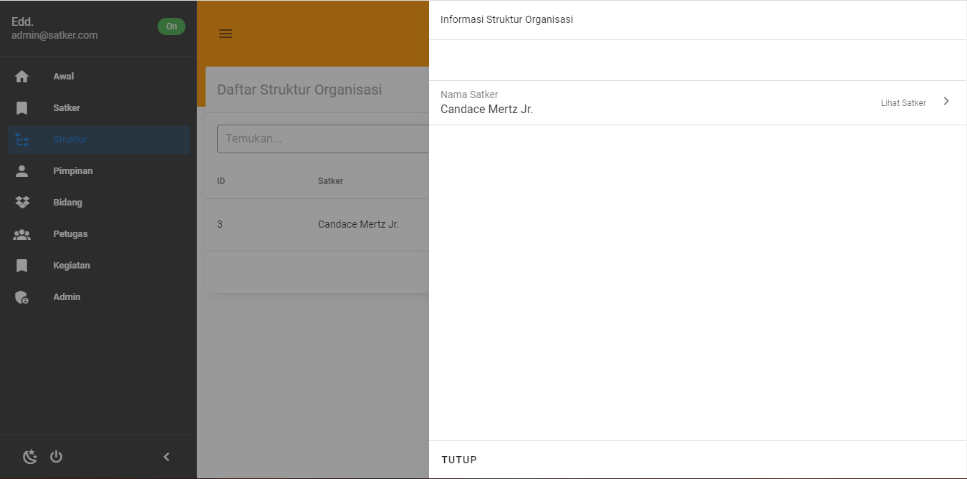 Edd.
admin@satker.com
On
Awal
Satker
Struktur
Pimpinan
Bidang
Petugas
Kegiatan
Admin
Daftar Struktur Organisasi
Temukan...
ID Satker
3 Candace Mertz Jr.
Informasi Struktur Organisasi
Nama Satker
Candace Mertz Jr.
Lihat Satker
TUTUP